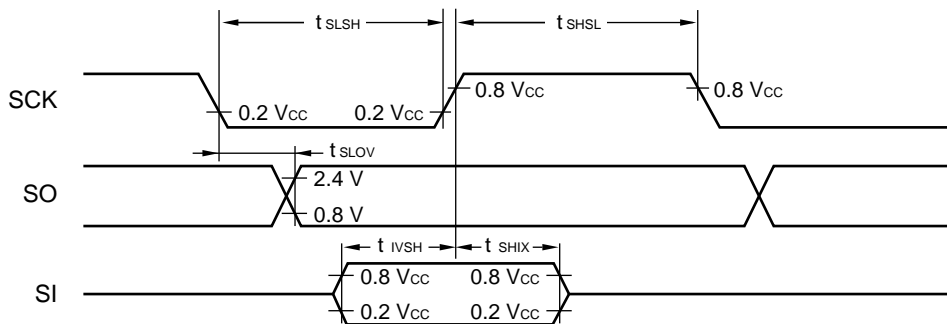 t SLSH
t SHSL
SCK
0.2 VCC
0.2 VCC
0.8 VCC
0.8 VCC
t SLOV
SO
2.4 V
0.8 V
t IVSH
t SHIX
SI
0.8 VCC
0.8 VCC
0.2 VCC
0.2 VCC